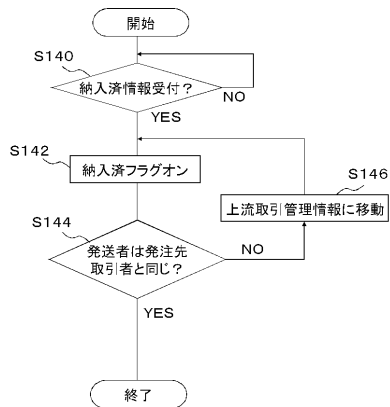 開始
S140
納入済情報受付？
NO
YES
S142
納入済フラグオン
S146
上流取引管理情報に移動
S144
発送者は発注先
取引者と同じ？
NO
YES
終了